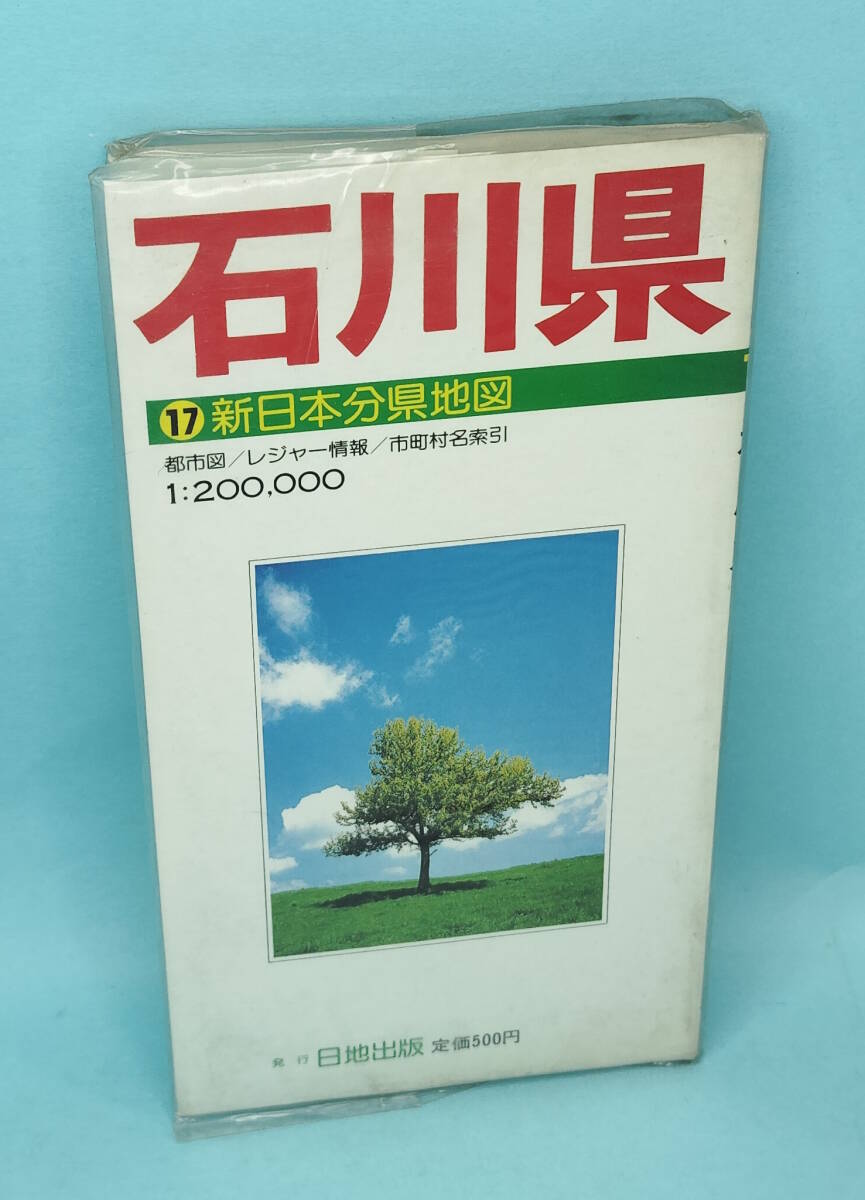 石川県
17 新日本分県地図
都市図/レジャー情報/市町村名索引
1:200,000
発行 日地出版 定価500円